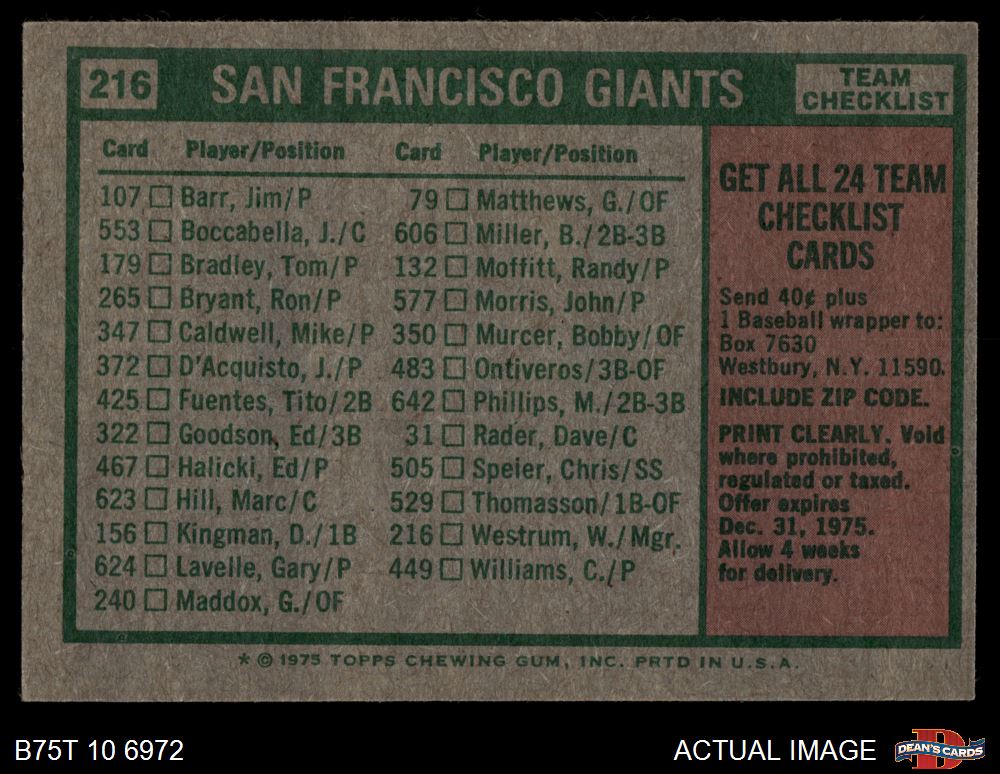 216 SAN FRANCISCO GIANTS TEAM CHECKLIST
Card Player/Position Card Player/Position
107 Barr, Jim/P
553 Boccabella, J./C
179 Bradley, Tom/P
265 Bryant, Ron/P
347 Caldwell, Mike/P
372 D'Acquisto, J./P
425 Fuentes, Tito/2B
322 Goodson, Ed/3B
467 Halicki, Ed/P
623 Hill, Marc/C
156 Kingman, D./1B
624 Lavelle, Gary/P
240 Maddox, G./OF
79 Matthews, G./OF
606 Miller, B./2B-3B
132 Moffitt, Randy/P
577 Morris, John/P
350 Murcer, Bobby/OF
483 Ontiveros/3B-OF
642 Phillips, M./2B-3B
31 Rader, Dave/C
505 Speier, Chris/SS
529 Thomasson/1B-OF
216 Westrum, W./Mgr.
449 Williams, C./P
GET ALL 24 TEAM
CHECKLIST
CARDS
Send 40¢ plus
1 Baseball wrapper to:
Box 7630
Westbury, N.Y. 11590.
INCLUDE ZIP CODE.
PRINT CLEARLY. Void
where prohibited,
regulated or taxed.
Offer expires
Dec. 31, 1975.
Allow 4 weeks
for delivery.
* © 1975 TOPPS CHEWING GUM, INC. PRTD IN U.S.A.
B75T 10 6972
ACTUAL IMAGE
DEAN'S CARDS